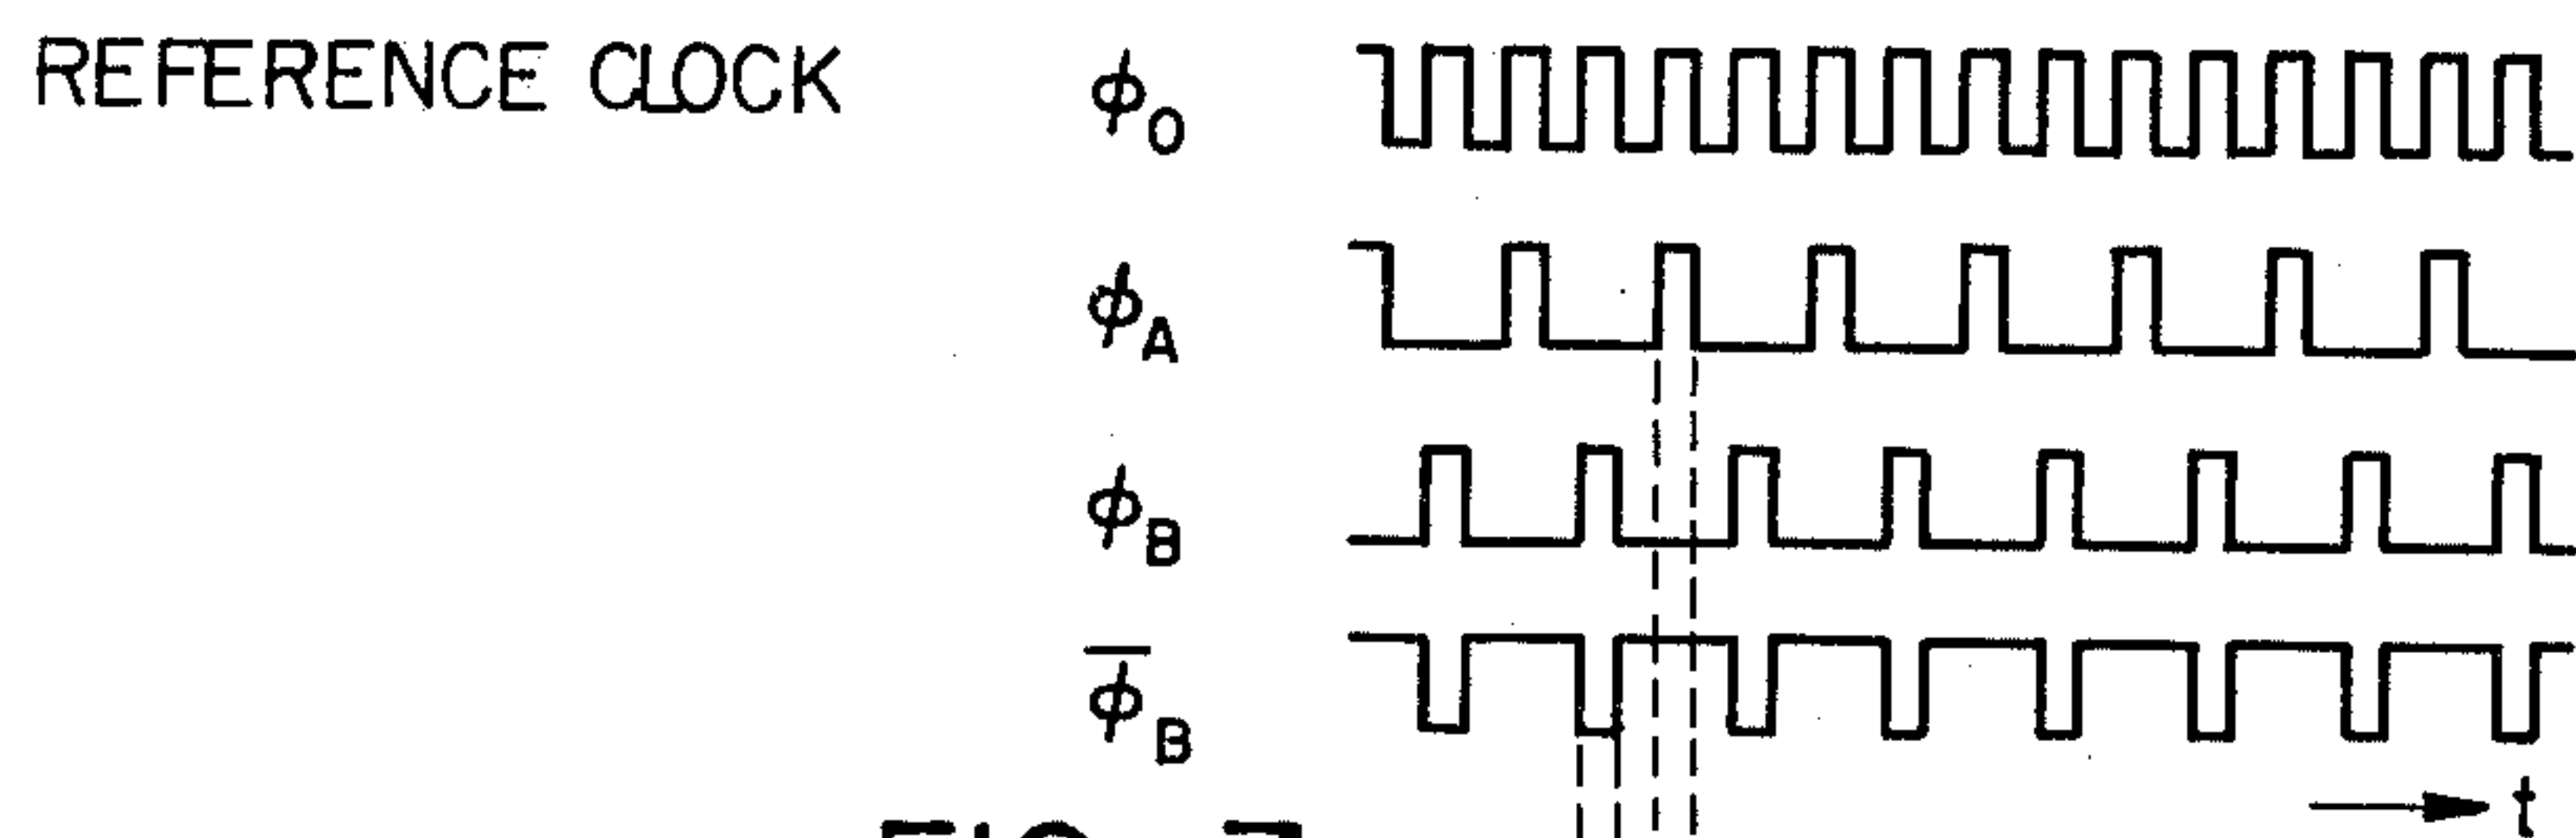 REFERENCE CLOCK ϕ0
ϕA
ϕB
ϕ̅B
t